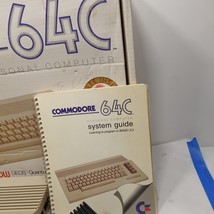 -64C
SONAL COMPUTER
COMMODORE 64C
system guide
Learning to program in BASIC 2.0